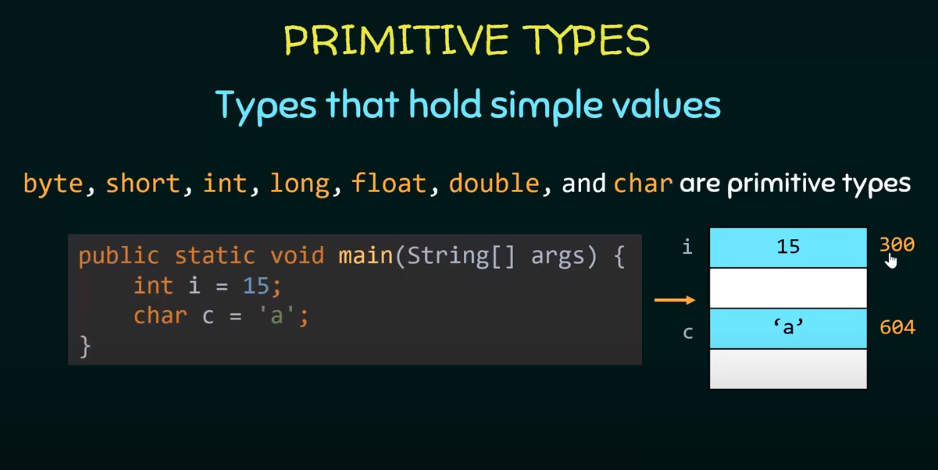 PRIMITIVE TYPES
Types that hold simple values
byte, short, int, long, float, double, and char are primitive types
public static void main(String[] args) {
int i = 15;
char c = 'a';
}
i 15 300
c ‘a’ 604